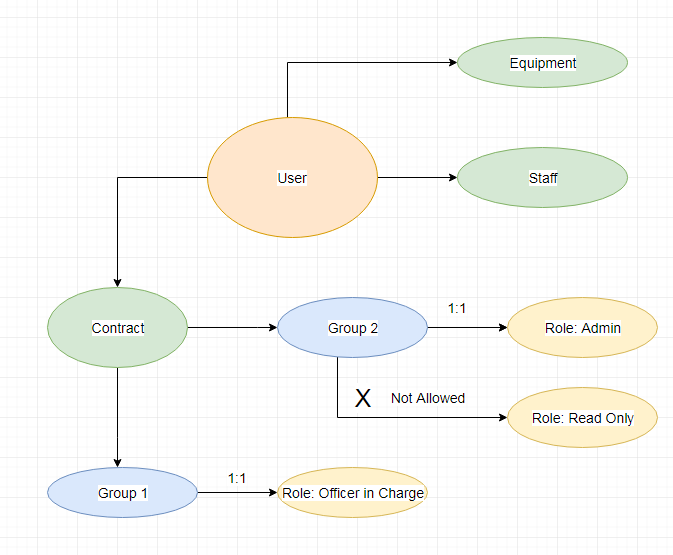 Equipment
User
Staff
Contract
Group 2
1:1
Role: Admin
X
Not Allowed
Role: Read Only
Group 1
1:1
Role: Officer in Charge